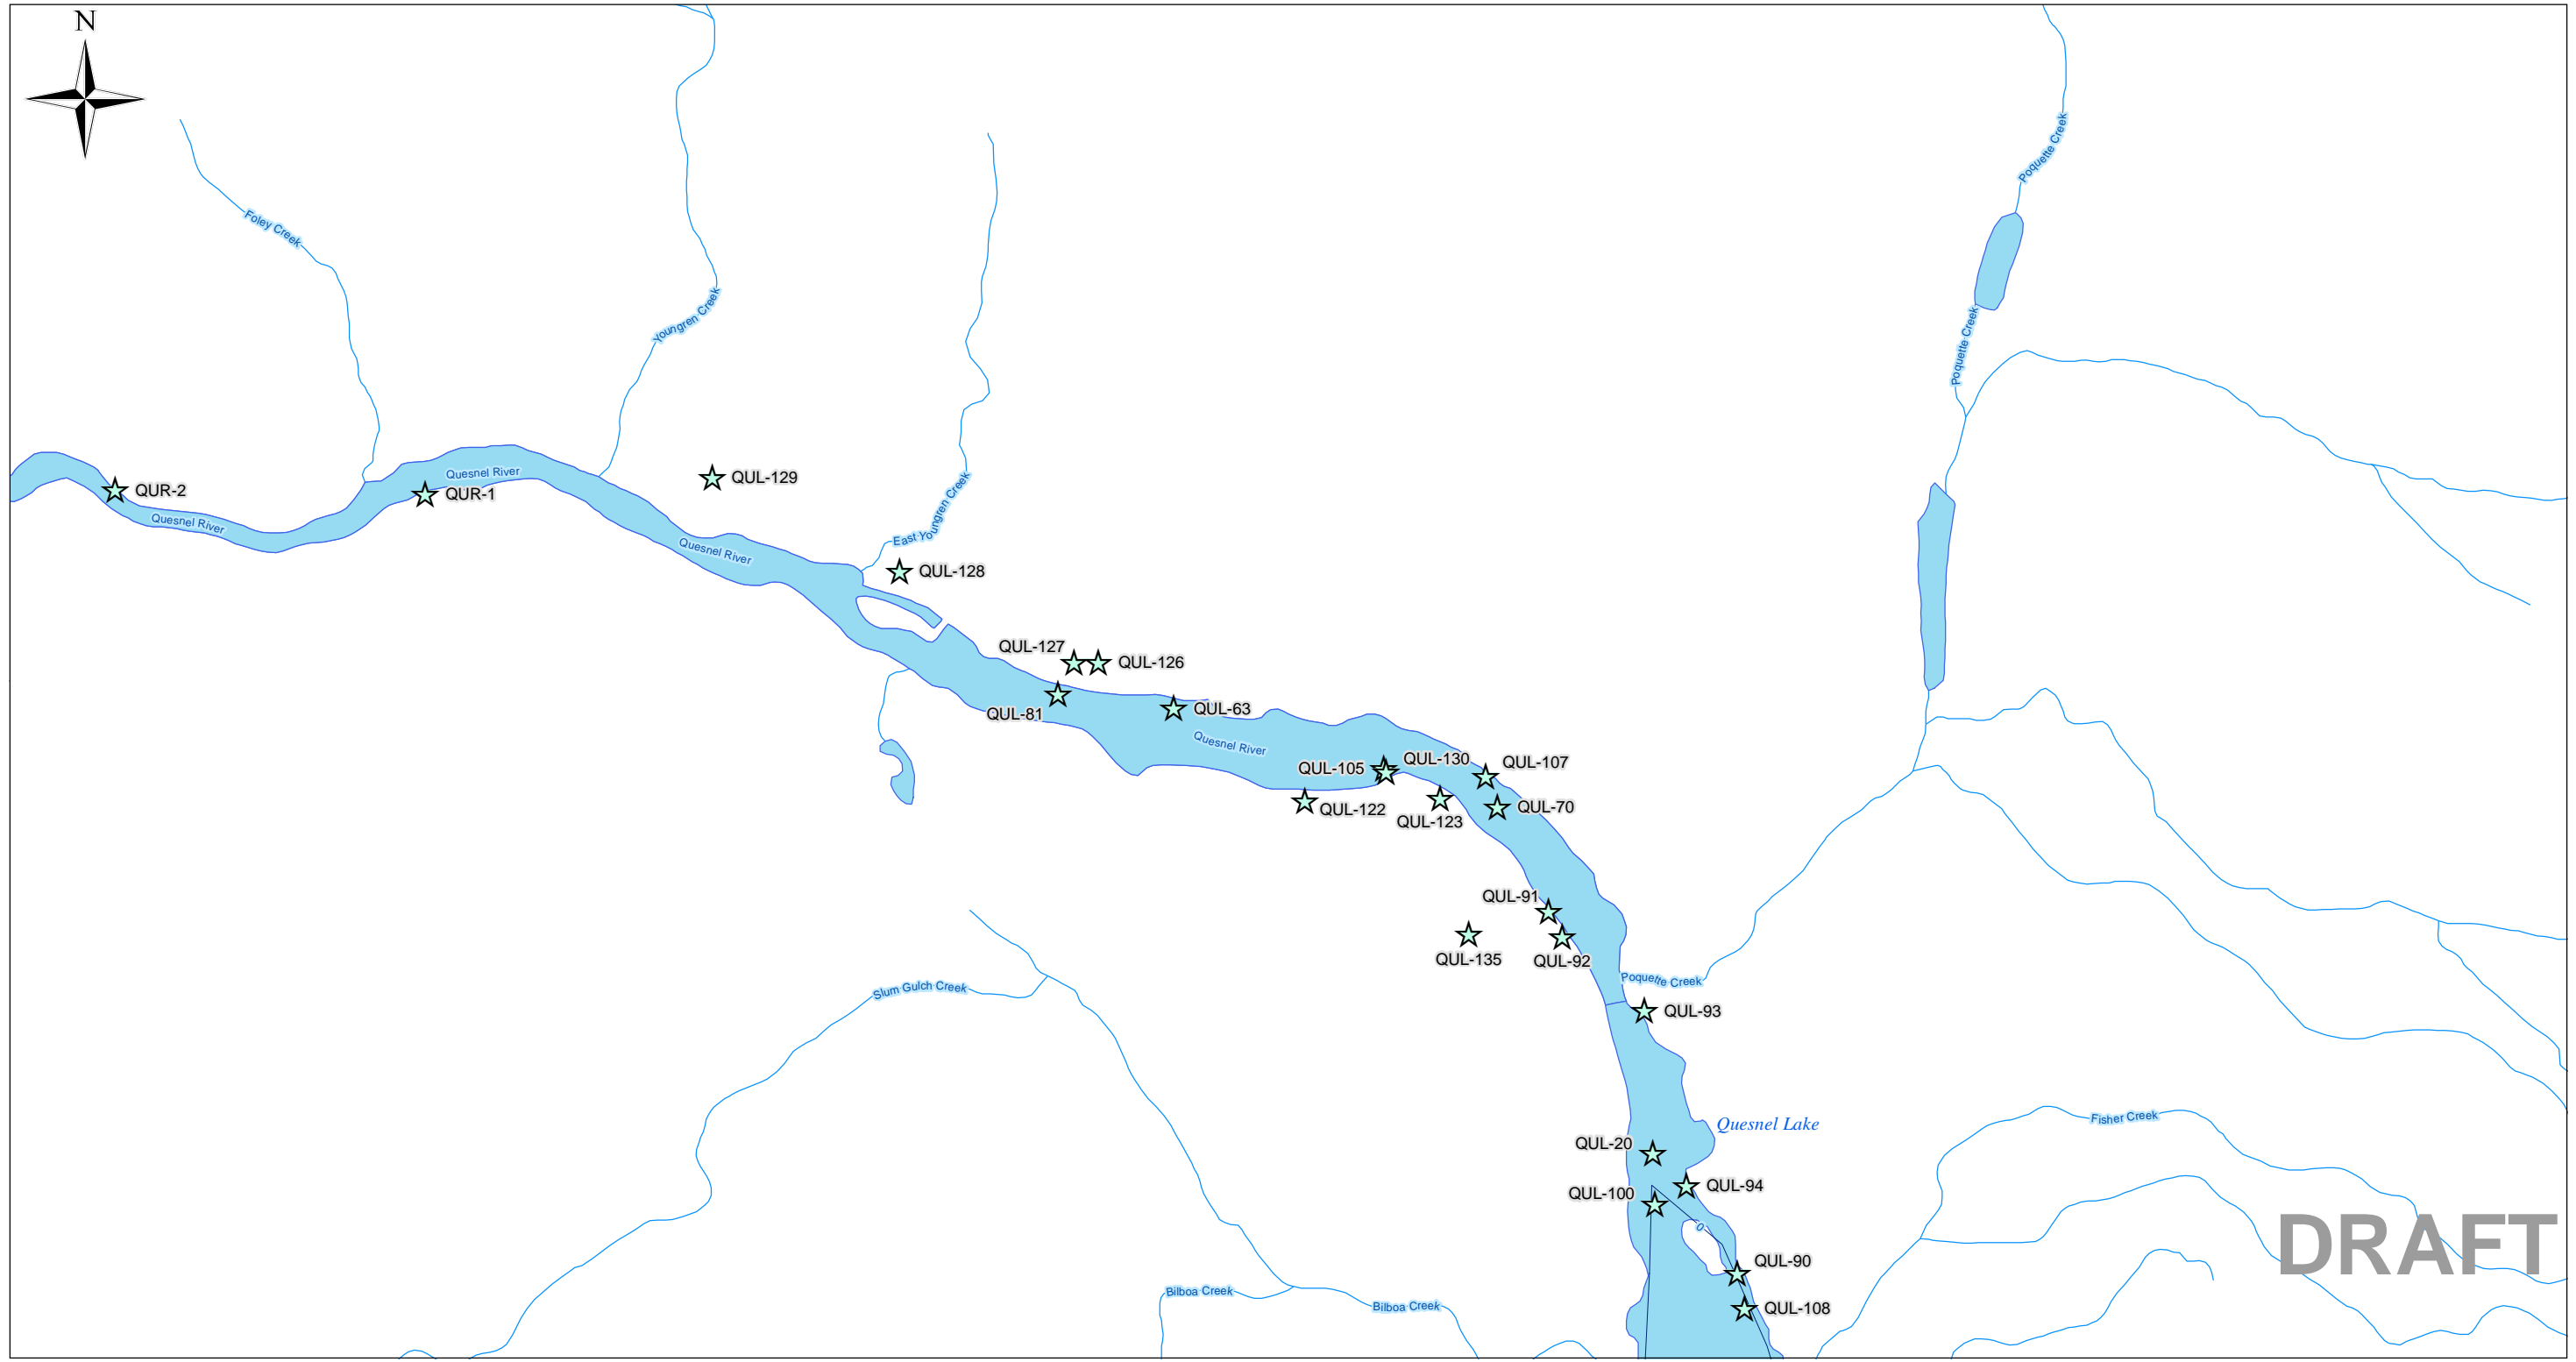 N
Poquette Creek
Foley Creek
Youngren Creek
Poquette Creek
Quesnel River
QUL-129
QUR-2
QUR-1
Quesnel River
East Youngren Creek
Quesnel River
QUL-128
QUL-127
QUL-126
QUL-81
QUL-63
Quesnel River
QUL-130
QUL-105
QUL-107
QUL-122
QUL-70
QUL-123
QUL-91
QUL-135
QUL-92
Poquette Creek
Slum Gulch Creek
QUL-93
Fisher Creek
Quesnel Lake
QUL-20
QUL-94
QUL-100
0
DRAFT
QUL-90
Bilboa Creek
Bilboa Creek
QUL-108